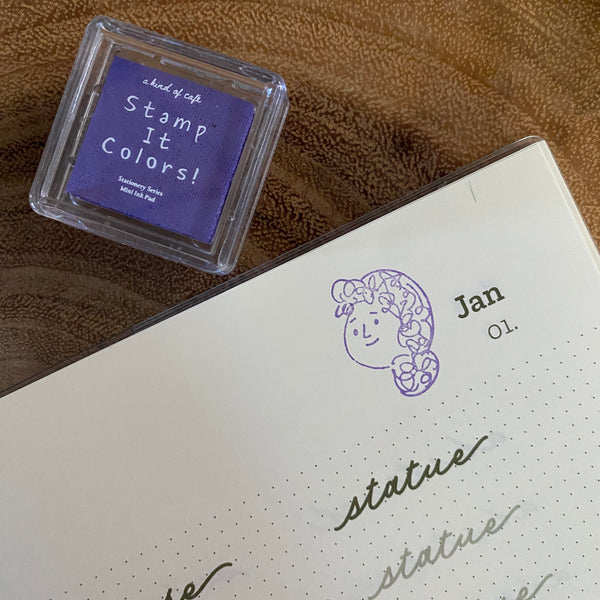 a kind of cafe
Stamp
It
Colors!
Stationery Series
Mini Ink Pad
Jan
01.
statue
statue